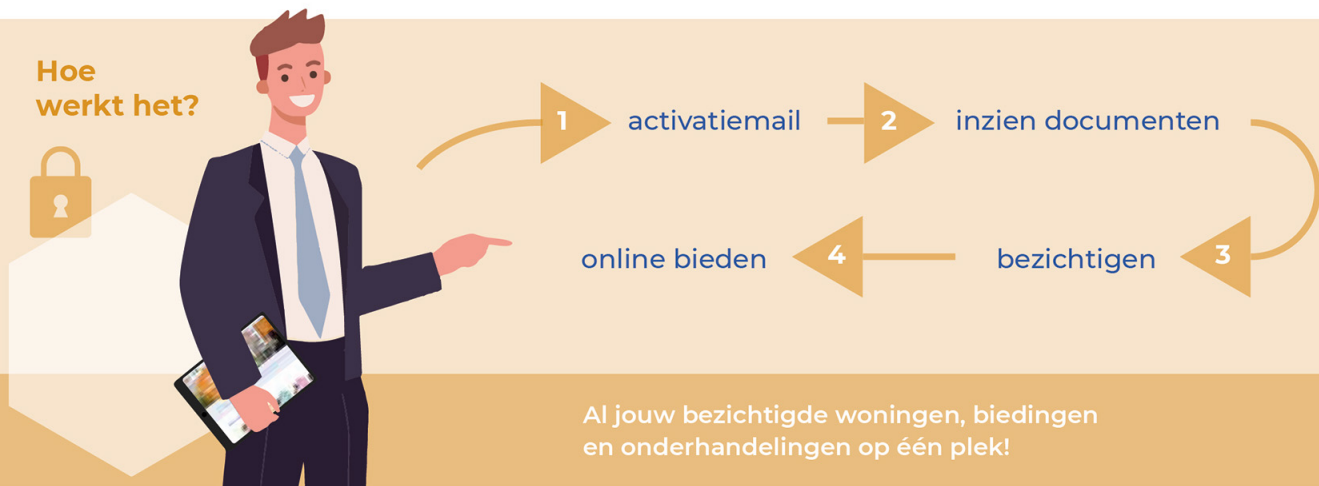 Hoe
werkt het?
1 activatiemail 2 inzien documenten
3 bezichtigen
4 online bieden
Al jouw bezichtigde woningen, biedingen
en onderhandelingen op één plek!